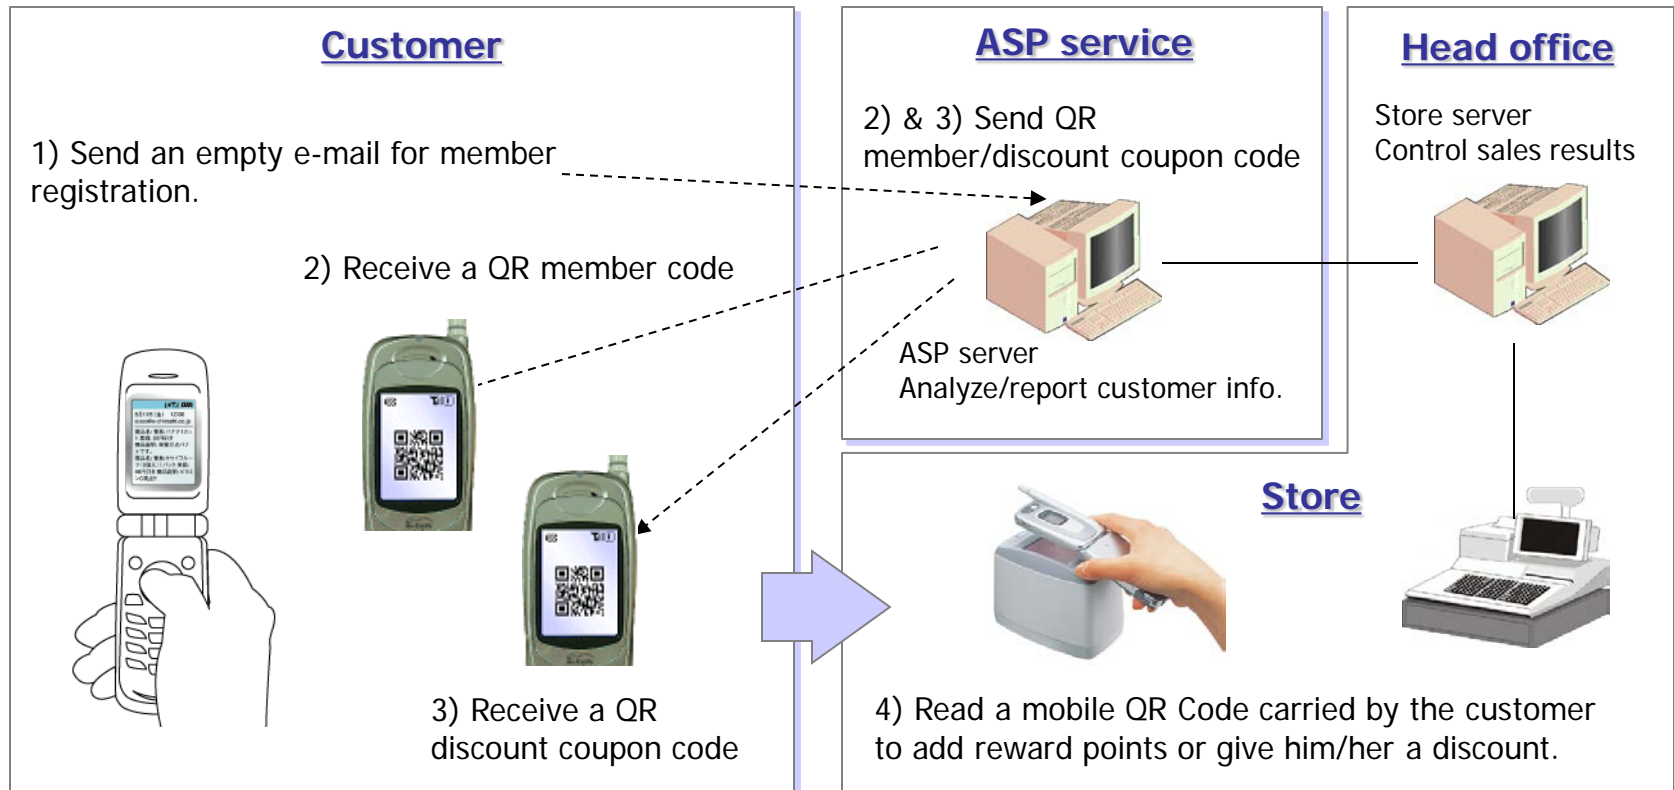 Customer
1) Send an empty e-mail for member
registration.
2) Receive a QR member code
3) Receive a QR
discount coupon code
ASP service
2) & 3) Send QR
member/discount coupon code
ASP server
Analyze/report customer info.
Head office
Store server
Control sales results
Store
4) Read a mobile QR Code carried by the customer
to add reward points or give him/her a discount.